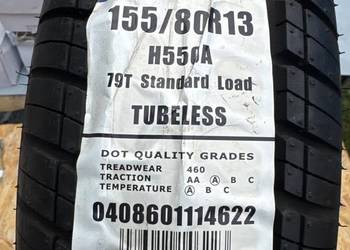 155/80R13
H550A
79T Standard Load
TUBELESS
DOT QUALITY GRADES
TREADWEAR 460
TRACTION AA A B C
TEMPERATURE A B C
0408601114622